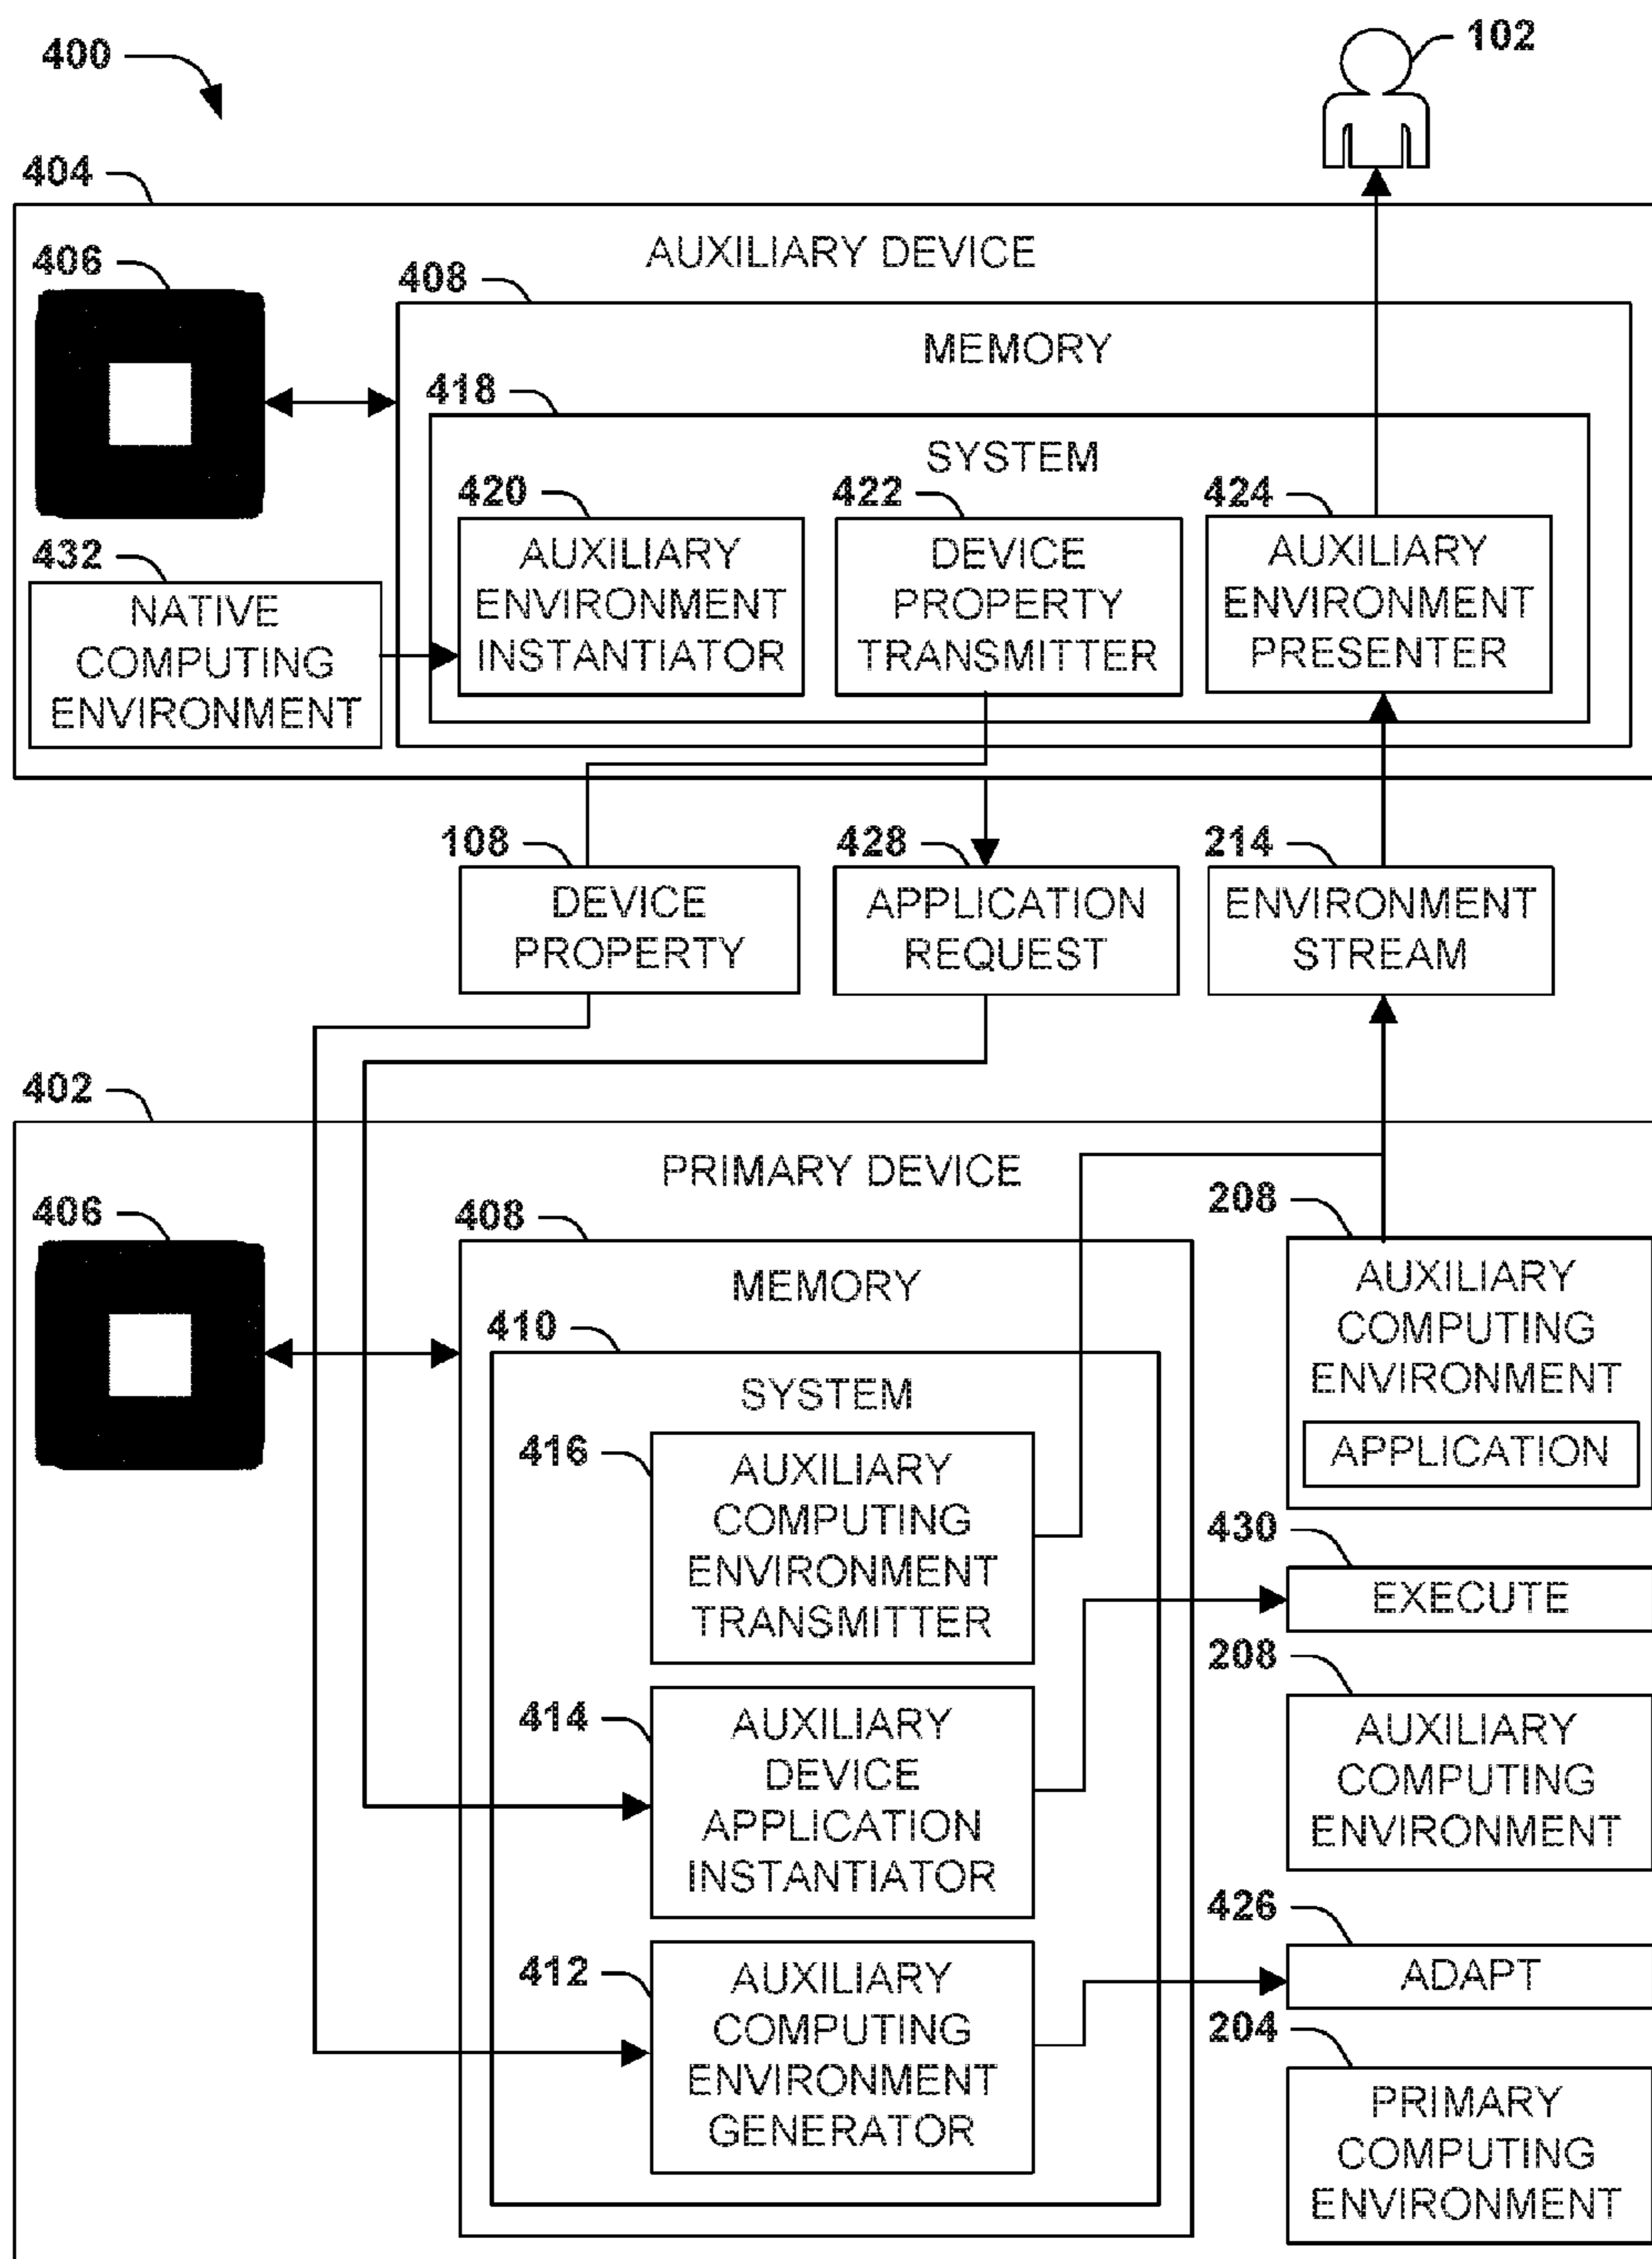 400
102
404
AUXILIARY DEVICE
406
408
MEMORY
418
SYSTEM
420
422
424
AUXILIARY
ENVIRONMENT
INSTANTIATOR
DEVICE
PROPERTY
TRANSMITTER
AUXILIARY
ENVIRONMENT
PRESENTER
432
NATIVE
COMPUTING
ENVIRONMENT
108
DEVICE
PROPERTY
428
APPLICATION
REQUEST
214
ENVIRONMENT
STREAM
402
PRIMARY DEVICE
406
408
MEMORY
410
SYSTEM
416
AUXILIARY
COMPUTING
ENVIRONMENT
TRANSMITTER
208
AUXILIARY
COMPUTING
ENVIRONMENT
APPLICATION
430
EXECUTE
414
AUXILIARY
DEVICE
APPLICATION
INSTANTIATOR
208
AUXILIARY
COMPUTING
ENVIRONMENT
412
AUXILIARY
COMPUTING
ENVIRONMENT
GENERATOR
426
ADAPT
204
PRIMARY
COMPUTING
ENVIRONMENT